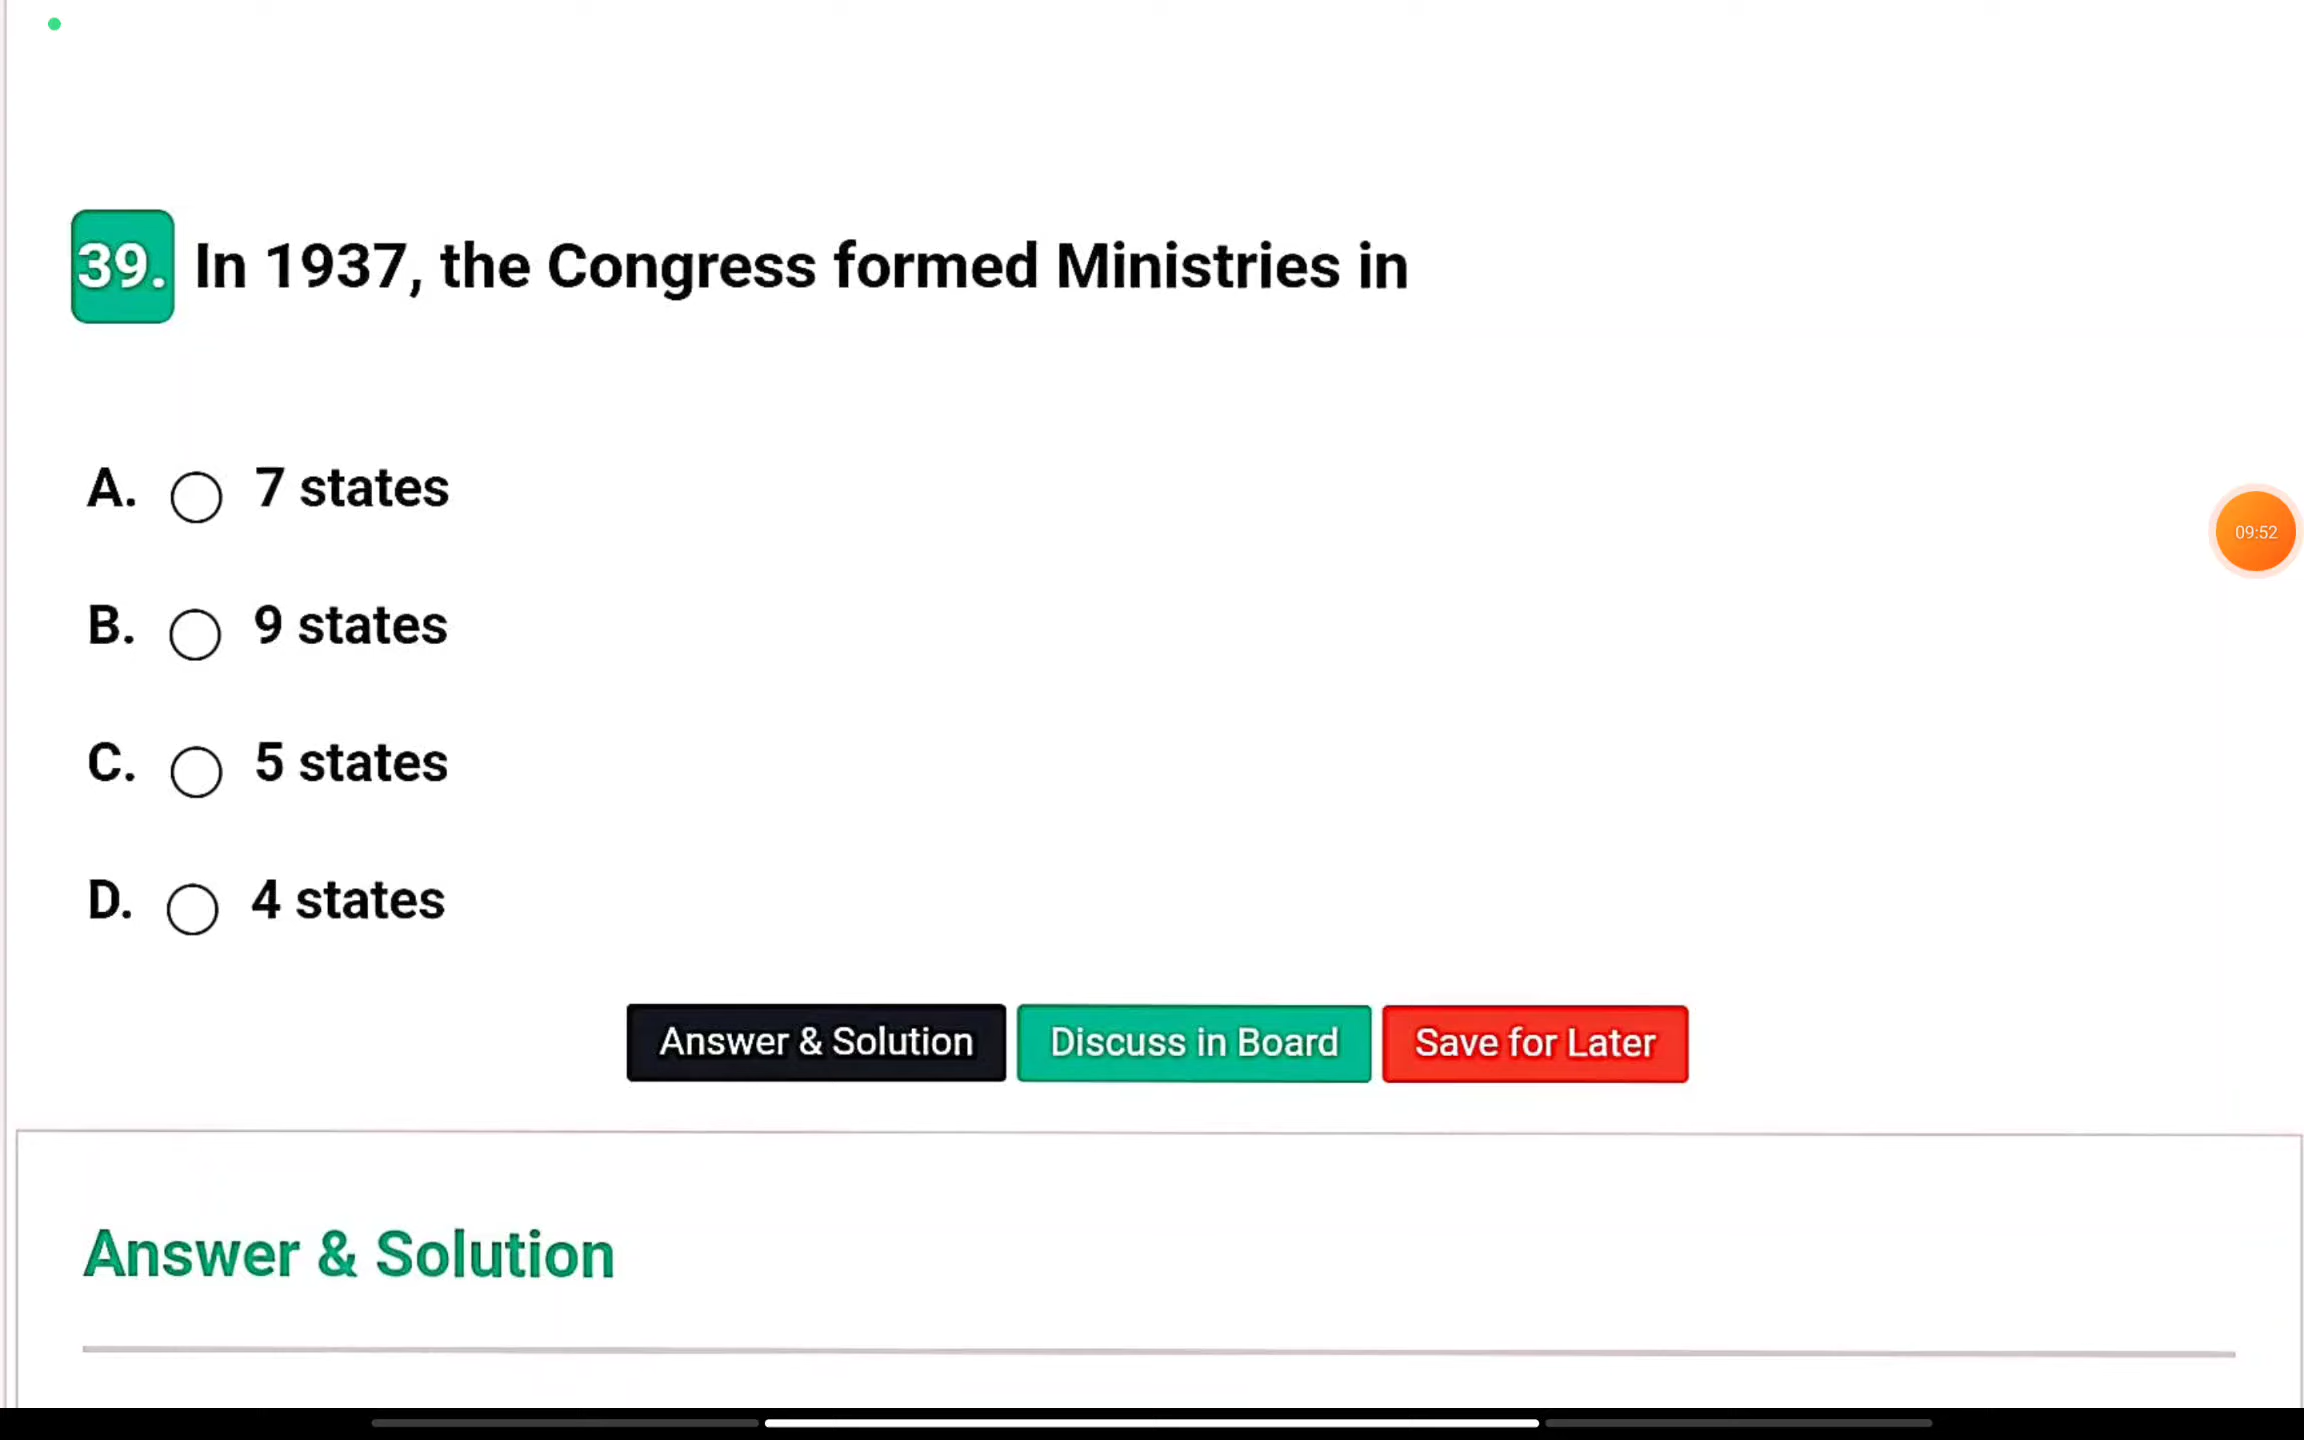 39. In 1937, the Congress formed Ministries in
A. 7 states
B. 9 states
09:52
C. 5 states
D. 4 states
Answer & Solution Discuss in Board Save for Later
Answer & Solution